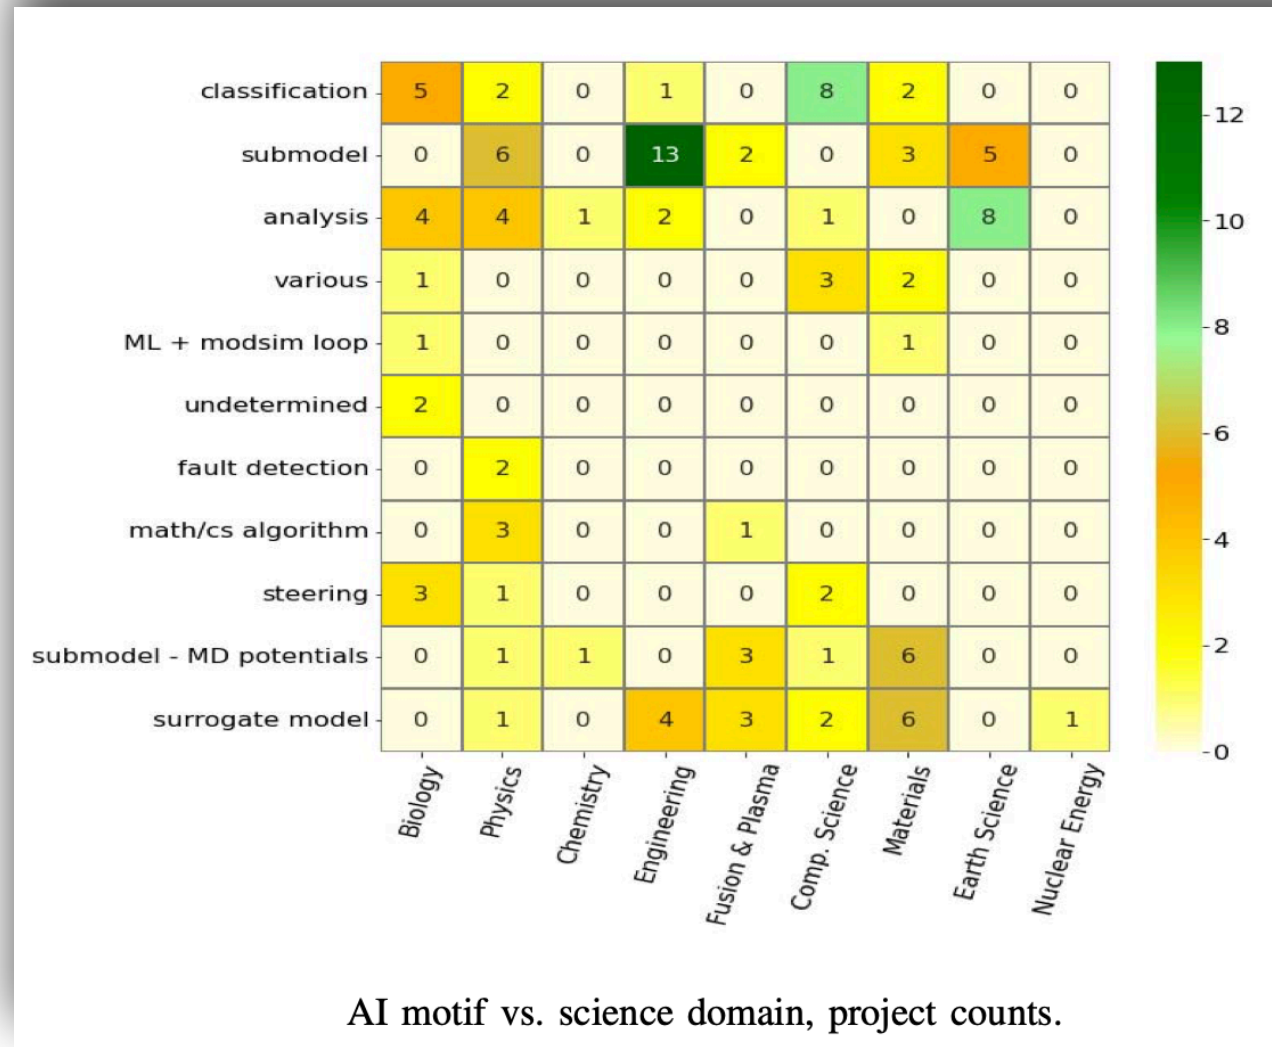 classification 5 2 0 1 0 8 2 0 0
12
submodel 0 6 0 13 2 0 3 5 0
analysis 4 4 1 2 0 1 0 8 0
10
various 1 0 0 0 0 3 2 0 0
8
ML + modsim loop 1 0 0 0 0 0 1 0 0
undetermined 2 0 0 0 0 0 0 0 0
6
fault detection 0 2 0 0 0 0 0 0 0
math/cs algorithm 0 3 0 0 1 0 0 0 0
4
steering 3 1 0 0 0 2 0 0 0
submodel - MD potentials 0 1 1 0 3 1 6 0 0
2
surrogate model 0 1 0 4 3 2 6 0 1
0
Biology
Physics
Chemistry
Engineering
Fusion & Plasma
Comp. Science
Materials
Earth Science
Nuclear Energy
AI motif vs. science domain, project counts.